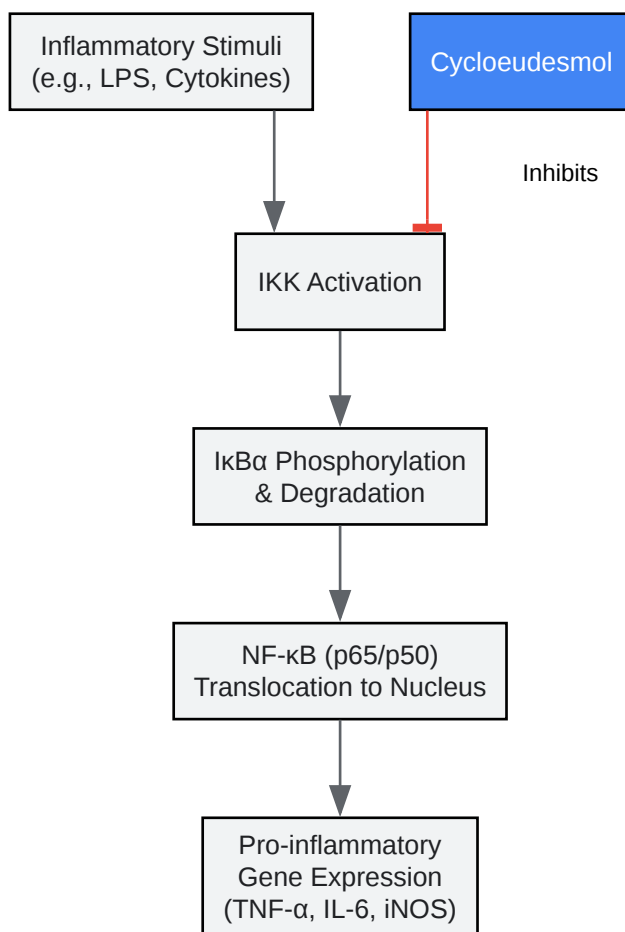 Inflammatory Stimuli
(e.g., LPS, Cytokines)
Cycloeudesmol
Inhibits
IKK Activation
IκBα Phosphorylation
& Degradation
NF-κB (p65/p50)
Translocation to Nucleus
Pro-inflammatory
Gene Expression
(TNF-α, IL-6, iNOS)